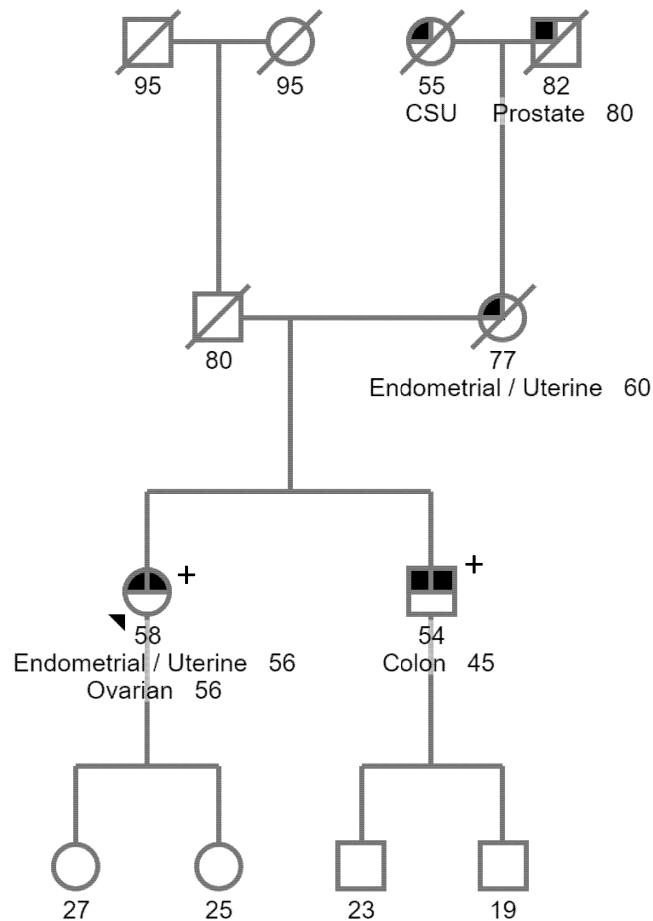 95 95 55 82
CSU Prostate 80
80 77
Endometrial / Uterine 60
+ +
58 54
Endometrial / Uterine 56 Colon 45
Ovarian 56
27 25 23 19